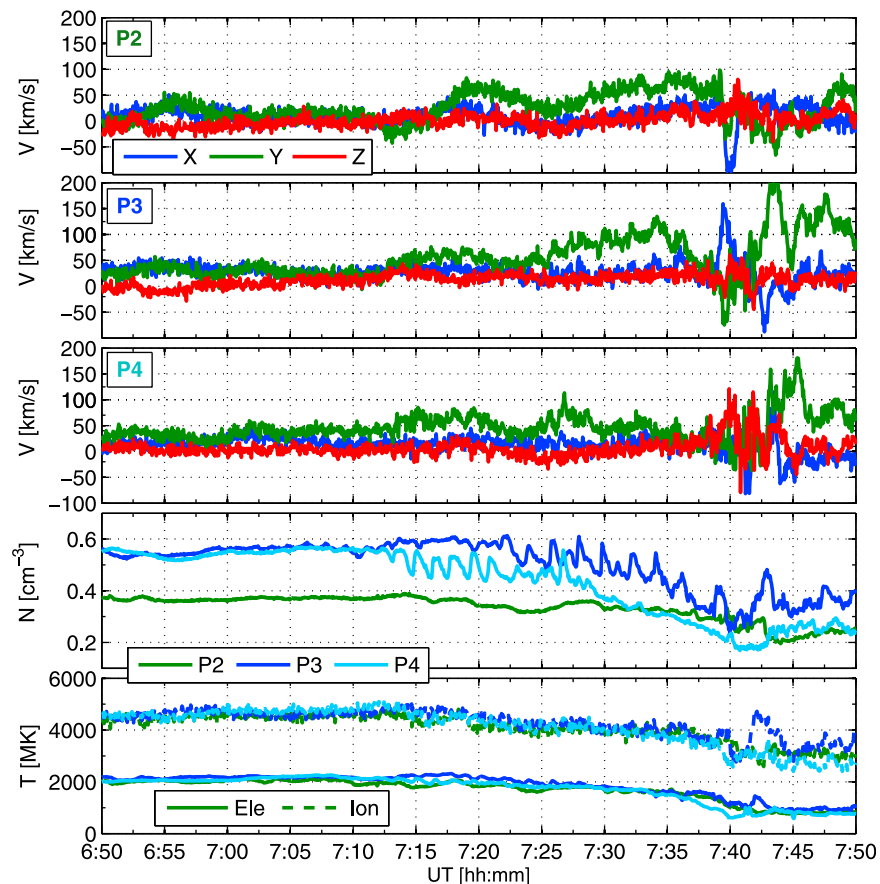 P2
V [km/s]
200
150
100
50
0
−50
X Y Z
P3
V [km/s]
200
150
100
50
0
−50
P4
V [km/s]
200
150
100
50
0
−50
−100
N [cm⁻³]
0.6
0.4
0.2
P2 P3 P4
T [MK]
6000
4000
2000
0
Ele Ion
6:50 6:55 7:00 7:05 7:10 7:15 7:20 7:25 7:30 7:35 7:40 7:45 7:50
UT [hh:mm]